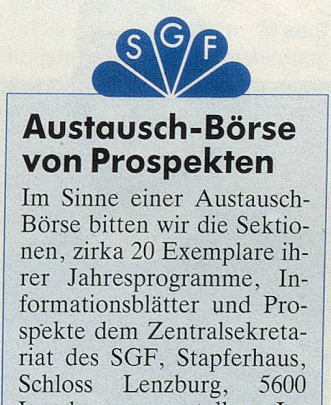 SGF
Austausch-Börse
von Prospekten
Im Sinne einer Austausch-
Börse bitten wir die Sektio-
nen, zirka 20 Exemplare ih-
rer Jahresprogramme, In-
formationsblätter und Pro-
spekte dem Zentralsekreta-
riat des SGF, Stapferhaus,
Schloss Lenzburg, 5600